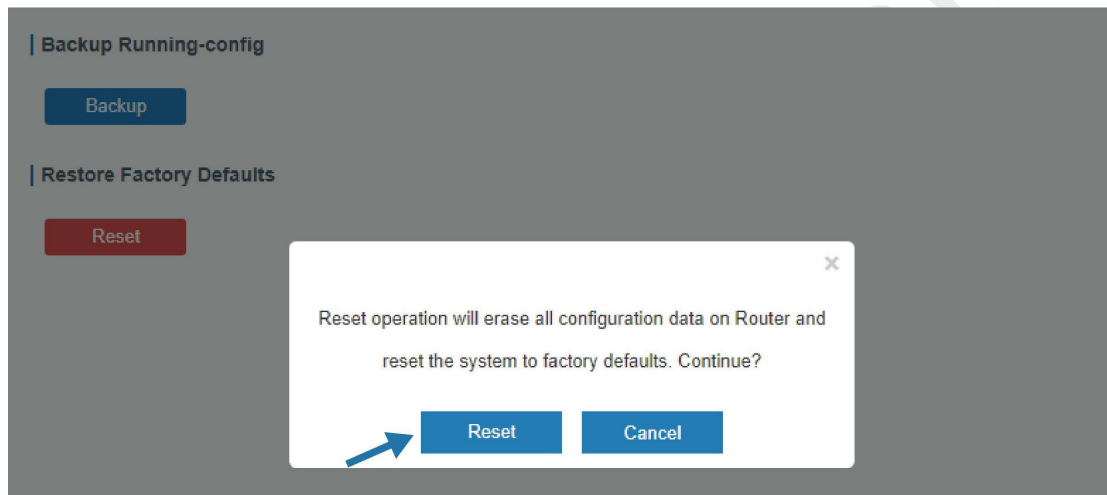 Backup Running-config
Backup
Restore Factory Defaults
Reset
×
Reset operation will erase all configuration data on Router and
reset the system to factory defaults. Continue?
Reset Cancel